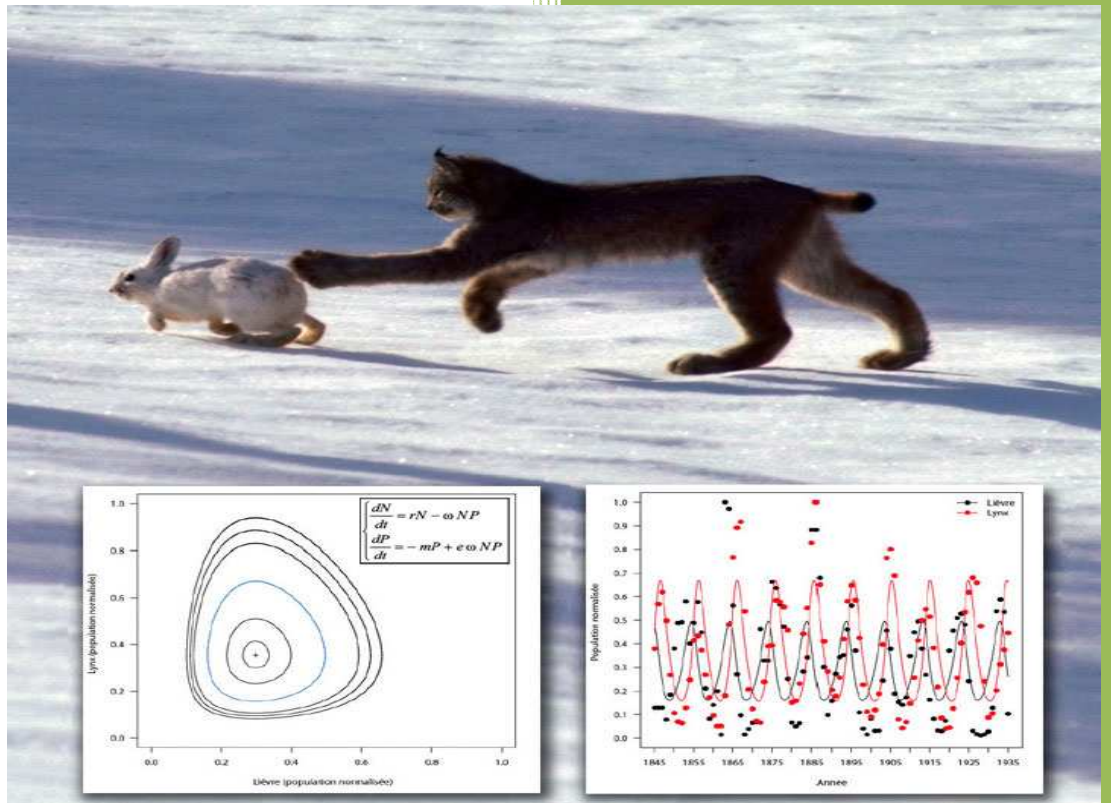 1.0
0.8
0.6
0.4
0.2
0.0
Lynx (population normalisée)
dN/dt = rN − ω NP
dP/dt = −mP + e ω NP
0.0 0.2 0.4 0.6 0.8 1.0
Lièvre (population normalisée)
1.0
0.9
0.8
0.7
0.6
0.5
0.4
0.3
0.2
0.1
0.0
Population normalisée
Lièvre
Lynx
1845 1855 1865 1875 1885 1895 1905 1915 1925 1935
Annee